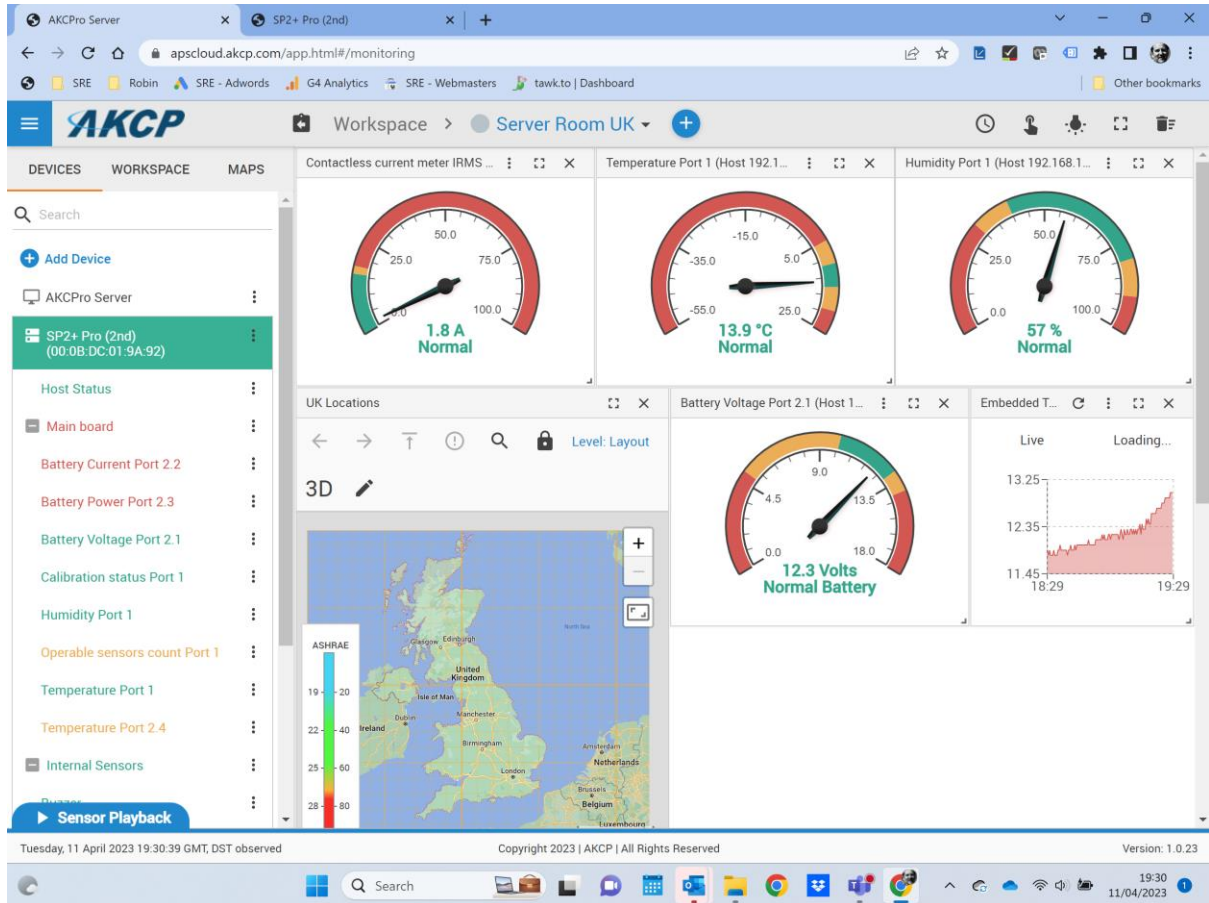 AKCPro Server
SP2+ Pro (2nd)
apscloud.akcp.com/app.html#/monitoring
SRE
Robin
SRE - Adwords
G4 Analytics
SRE - Webmasters
tawk.to | Dashboard
Other bookmarks
AKCP
Workspace > Server Room UK
DEVICES
WORKSPACE
MAPS
Search
Add Device
AKCPro Server
SP2+ Pro (2nd)
(00:0B:DC:01:9A:92)
Host Status
Main board
Battery Current Port 2.2
Battery Power Port 2.3
Battery Voltage Port 2.1
Calibration status Port 1
Humidity Port 1
Operable sensors count Port 1
Temperature Port 1
Temperature Port 2.4
Internal Sensors
Buzzer
Sensor Playback
Contactless current meter IRMS ...
0.0
25.0
50.0
75.0
100.0
1.8 A
Normal
Temperature Port 1 (Host 192.1...
-55.0
-35.0
-15.0
5.0
25.0
13.9 °C
Normal
Humidity Port 1 (Host 192.168.1...
0.0
25.0
50.0
75.0
100.0
57 %
Normal
UK Locations
Level: Layout
3D
ASHRAE
19 20
22 40
25 60
28 80
North Sea
Glasgow
Edinburgh
United
Kingdom
Isle of Man
Dublin
Ireland
Manchester
Birmingham
London
Amsterdam
Netherlands
Brussels
Belgium
Luxembourg
Battery Voltage Port 2.1 (Host 1...
0.0
4.5
9.0
13.5
18.0
12.3 Volts
Normal Battery
Embedded T...
Live
Loading...
13.25
12.35
11.45
18:29
19:29
Tuesday, 11 April 2023 19:30:39 GMT, DST observed
Copyright 2023 | AKCP | All Rights Reserved
Version: 1.0.23
Search
19:30
11/04/2023
1